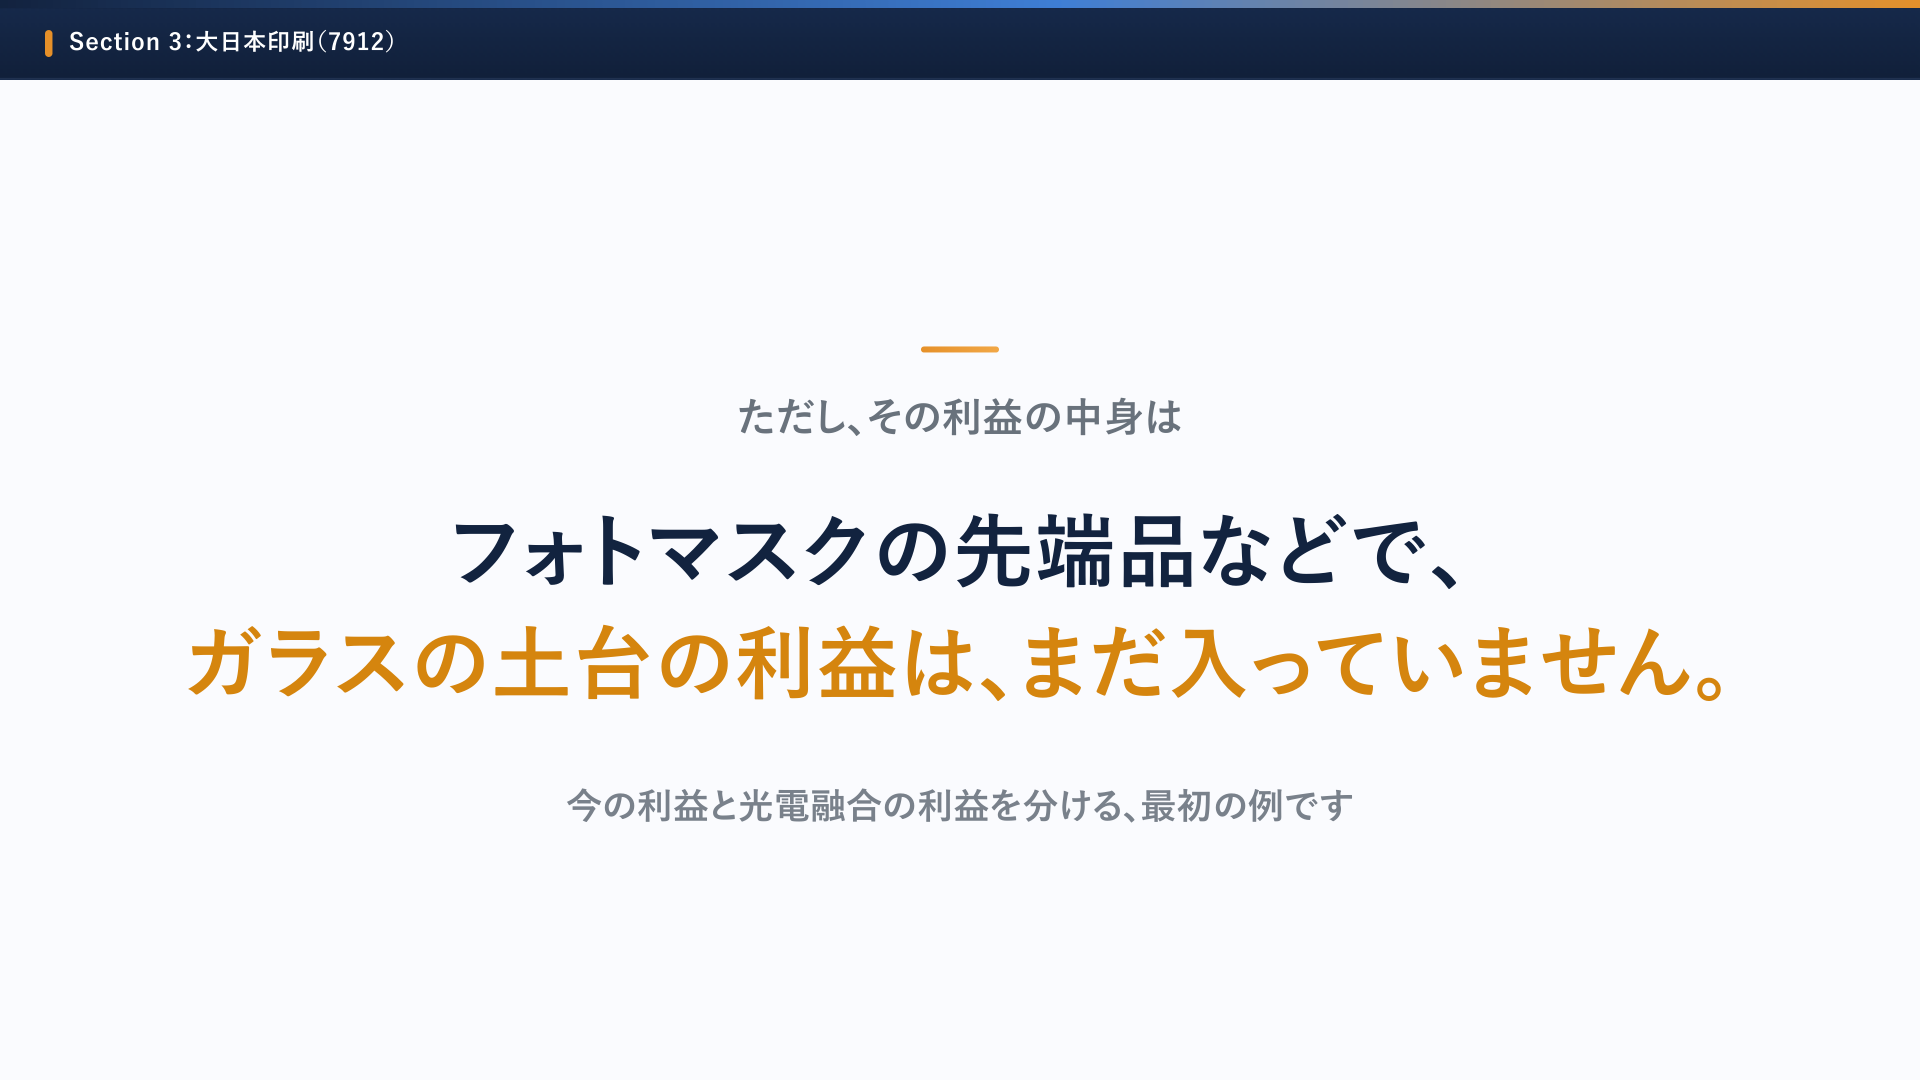 Section 3：大日本印刷（7912）
ただし、その利益の中身は
フォトマスクの先端品などで、
ガラスの土台の利益は、まだ入っていません。
今の利益と光電融合の利益を分ける、最初の例です